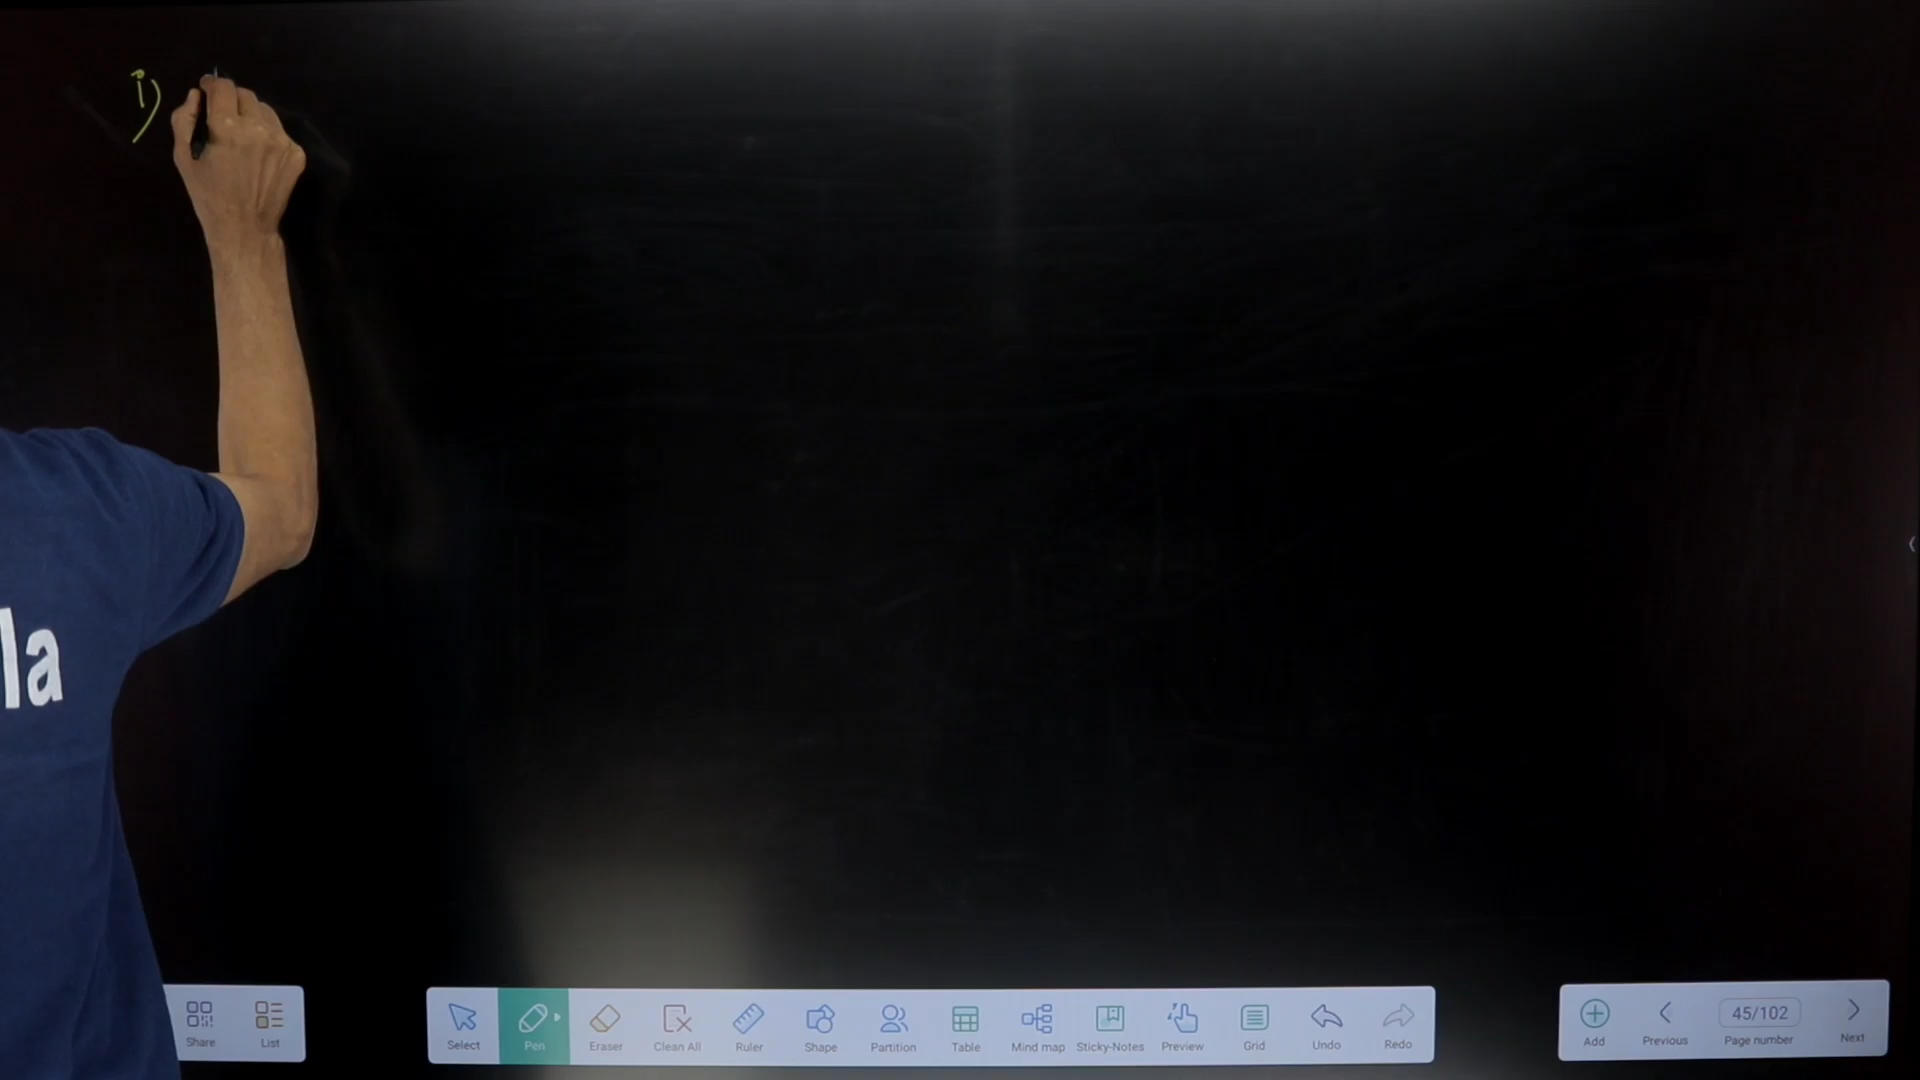 i)
la
Share
List
Select
Pen
Eraser
Clean All
Ruler
Shape
Partition
Table
Mind map
Sticky-Notes
Preview
Grid
Undo
Redo
Add
Previous
45/102
Page number
Next